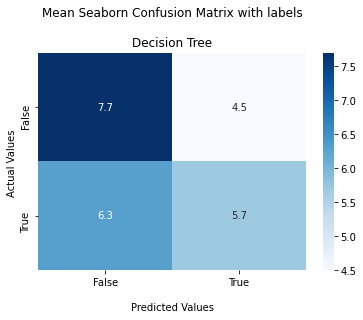 Mean Seaborn Confusion Matrix with labels
Decision Tree
7.7 4.5
6.3 5.7
False
True
Actual Values
False True
Predicted Values
7.5
7.0
6.5
6.0
5.5
5.0
4.5